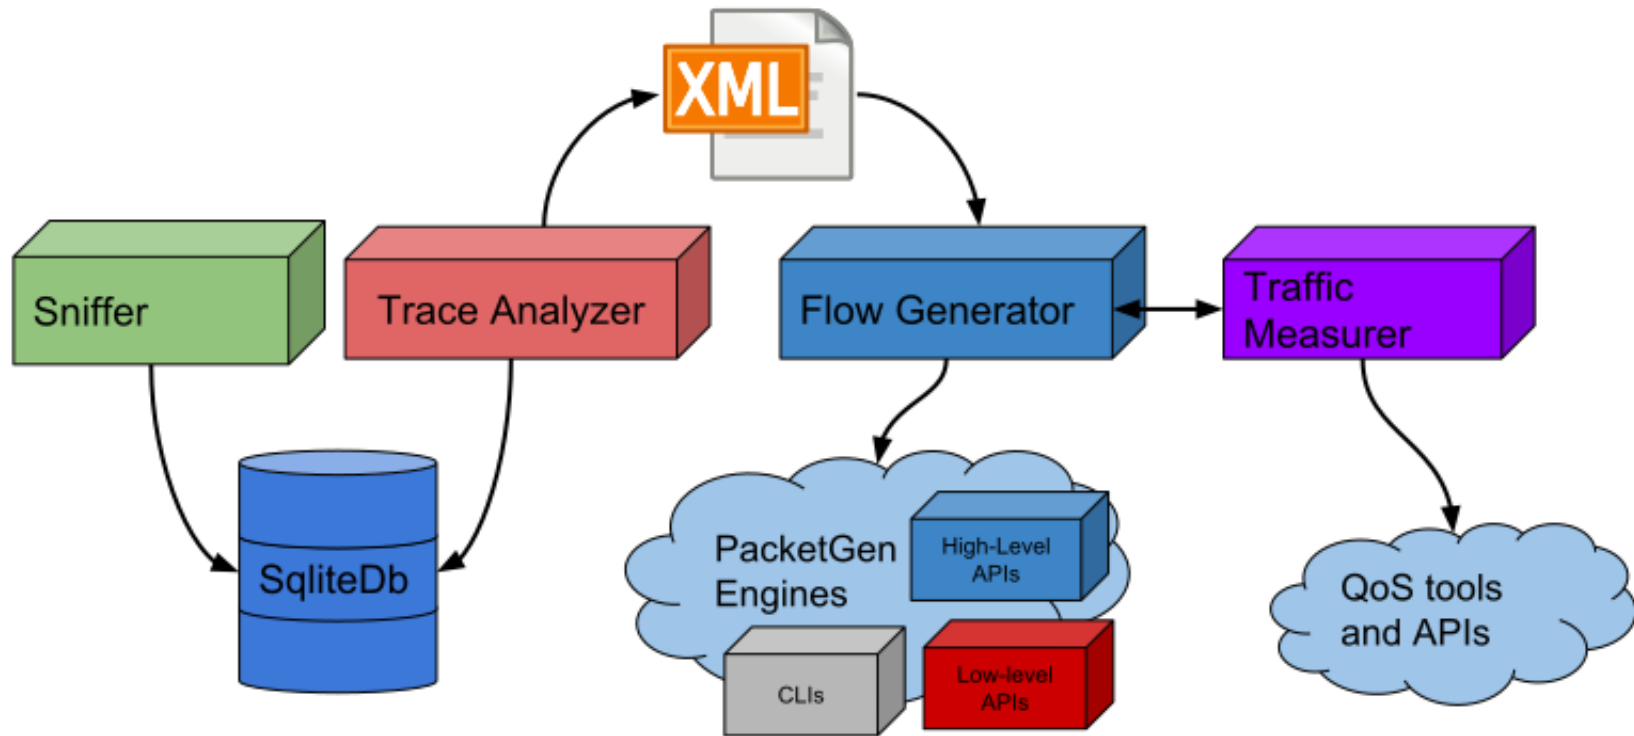 XML
Sniffer
Trace Analyzer
Flow Generator
Traffic
Measurer
SqliteDb
PacketGen
Engines
High-Level
APIs
CLIs
Low-level
APIs
QoS tools
and APIs